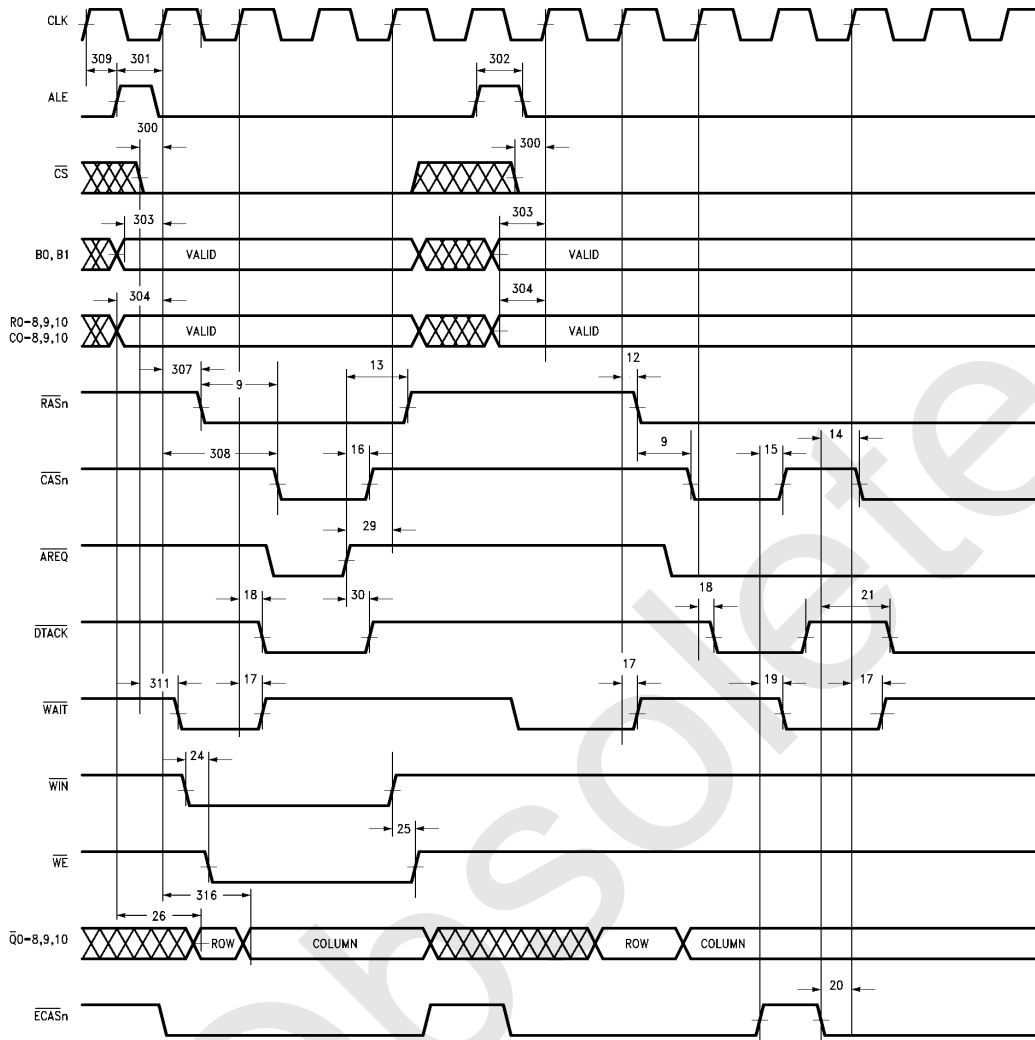 CLK
309 301 302
ALE
300 300
CS
303 303
B0, B1 VALID VALID
304 304
R0-8,9,10
C0-8,9,10
VALID VALID
307 9 13 12
RASn
308 16 9 15 14
CASn
29
AREQ
18 30 18 21
DTACK
311 17 17 19 17
WAIT
24
WIN
25
WE
316
26
Q0-8,9,10 ROW COLUMN ROW COLUMN
20
ECASn
Obsolete